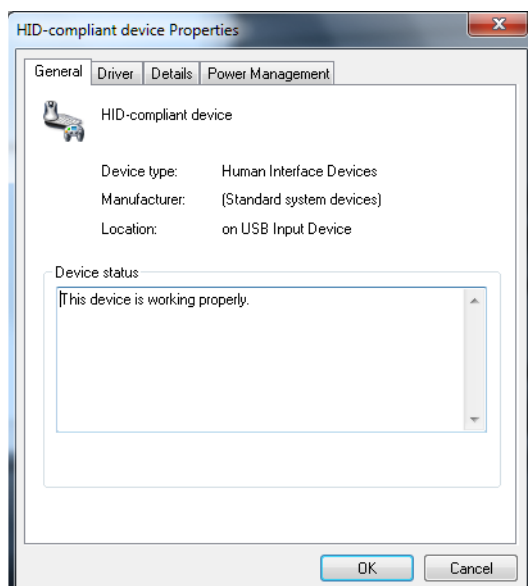 HID-compliant device Properties
General Driver Details Power Management
HID-compliant device
Device type: Human Interface Devices
Manufacturer: (Standard system devices)
Location: on USB Input Device
Device status
This device is working properly.
OK Cancel